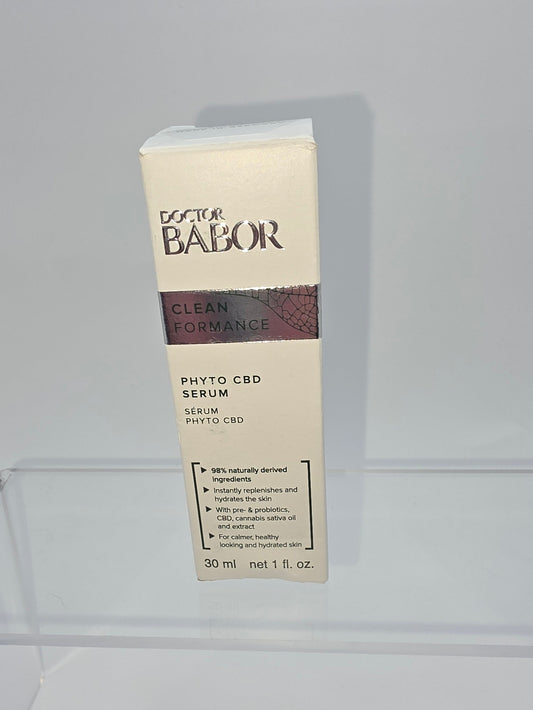 DOCTOR
BABOR
CLEAN
FORMANCE
PHYTO CBD
SERUM
SÉRUM
PHYTO CBD
▶ 98% naturally derived
ingredients
▶ Instantly replenishes and
hydrates the skin
▶ With pre- & probiotics,
CBD, cannabis sativa oil
and extract
▶ For calmer, healthy
looking and hydrated skin
30 ml net 1 fl. oz.